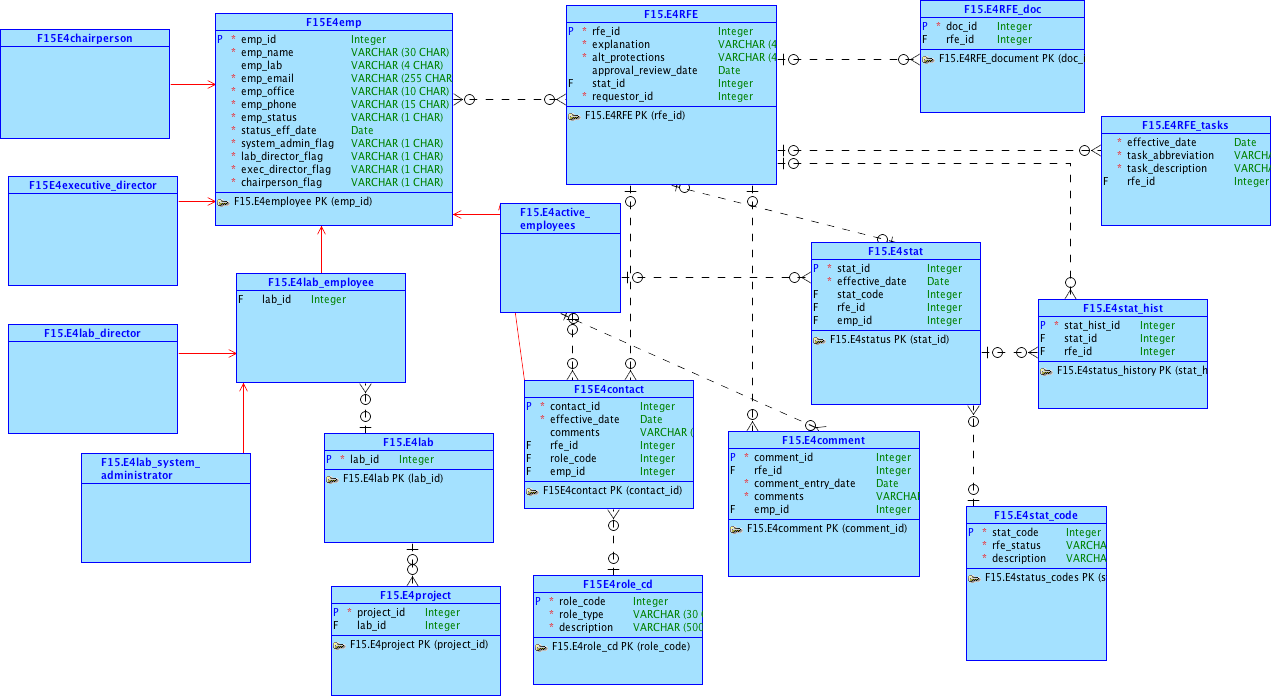 F15E4chairperson
F15E4emp
P * emp_id Integer
* emp_name VARCHAR (30 CHAR)
emp_lab VARCHAR (4 CHAR)
* emp_email VARCHAR (255 CHAR
* emp_office VARCHAR (10 CHAR)
* emp_phone VARCHAR (15 CHAR)
* emp_status VARCHAR (1 CHAR)
* status_eff_date Date
* system_admin_flag VARCHAR (1 CHAR)
* lab_director_flag VARCHAR (1 CHAR)
* exec_director_flag VARCHAR (1 CHAR)
* chairperson_flag VARCHAR (1 CHAR)
F15.E4employee PK (emp_id)
F15.E4RFE
P * rfe_id Integer
* explanation VARCHAR (4
* alt_protections VARCHAR (4
approval_review_date Date
F stat_id Integer
* requestor_id Integer
F15.E4RFE PK (rfe_id)
F15.E4RFE_doc
P * doc_id Integer
F rfe_id Integer
F15.E4RFE_document PK (doc_
F15.E4RFE_tasks
* effective_date Date
* task_abbreviation VARCHA
* task_description VARCHA
F rfe_id Integer
F15E4executive_director
F15.E4active_
employees
F15.E4stat
P * stat_id Integer
* effective_date Date
F stat_code Integer
F rfe_id Integer
F emp_id Integer
F15.E4status PK (stat_id)
F15.E4lab_employee
F lab_id Integer
F15.E4stat_hist
P * stat_hist_id Integer
F stat_id Integer
F rfe_id Integer
F15.E4status_history PK (stat_h
F15.E4lab_director
F15E4contact
P * contact_id Integer
* effective_date Date
comments VARCHAR (
F rfe_id Integer
F role_code Integer
F emp_id Integer
F15E4contact PK (contact_id)
F15.E4lab
P * lab_id Integer
F15.E4lab PK (lab_id)
F15.E4comment
P * comment_id Integer
F rfe_id Integer
* comment_entry_date Date
* comments VARCHA
F emp_id Integer
F15.E4comment PK (comment_id)
F15.E4lab_system_
administrator
F15.E4stat_code
P * stat_code Integer
* rfe_status VARCHA
* description VARCHA
F15.E4status_codes PK (s
F15E4role_cd
P * role_code Integer
* role_type VARCHAR (30
* description VARCHAR (500
F15.E4role_cd PK (role_code)
F15.E4project
P * project_id Integer
F lab_id Integer
F15.E4project PK (project_id)